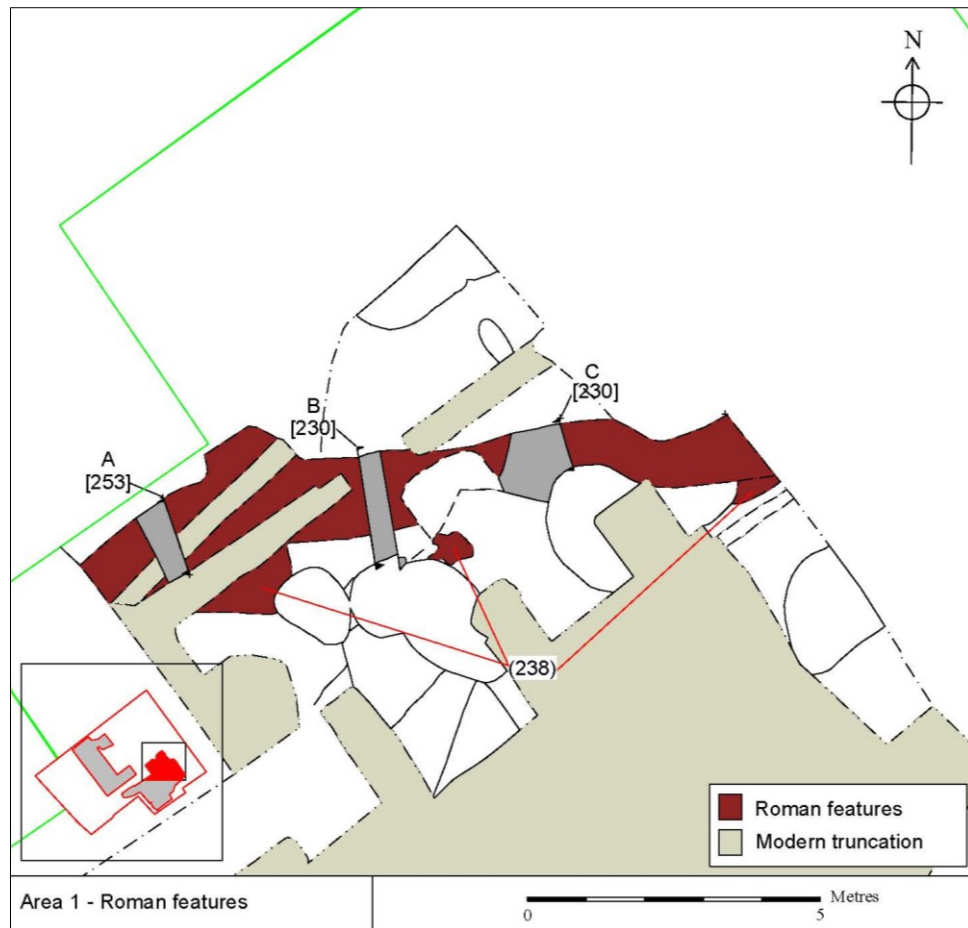 N
C
[230]
B
[230]
A
[253]
(238)
Roman features
Modern truncation
Area 1 - Roman features
Metres
0
5